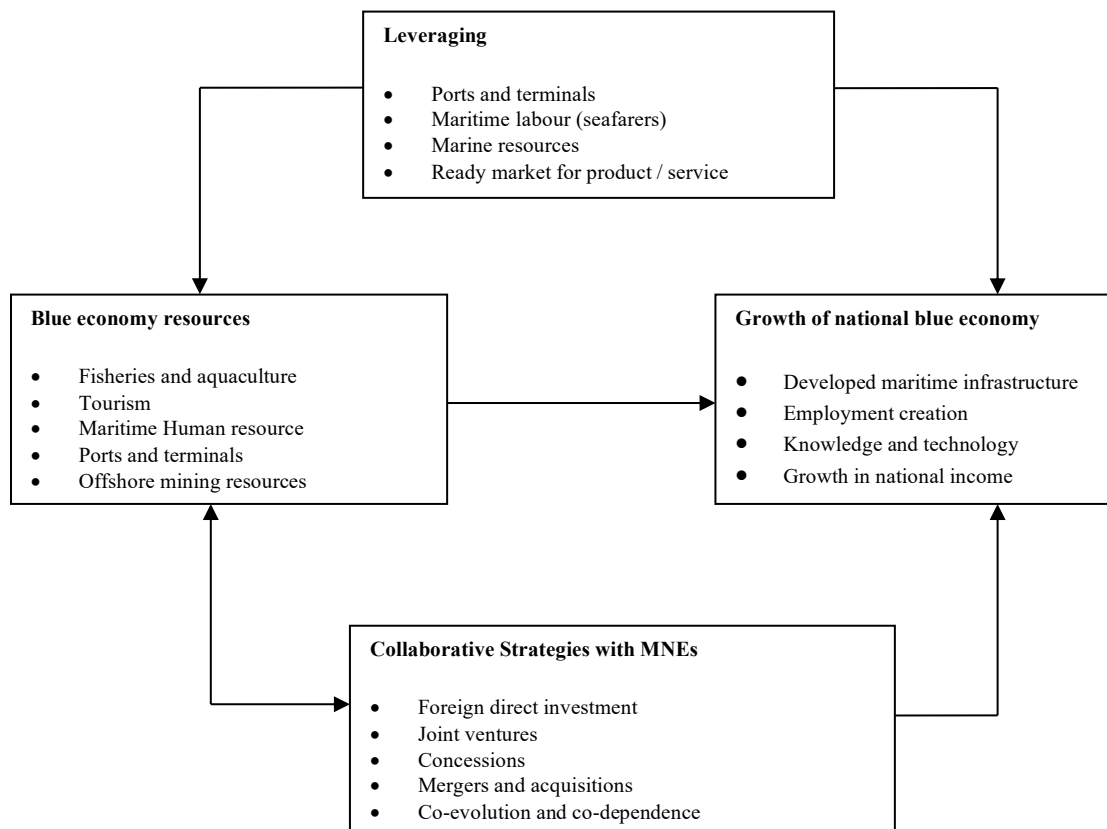 Leveraging
• Ports and terminals
• Maritime labour (seafarers)
• Marine resources
• Ready market for product / service
Blue economy resources
• Fisheries and aquaculture
• Tourism
• Maritime Human resource
• Ports and terminals
• Offshore mining resources
Growth of national blue economy
• Developed maritime infrastructure
• Employment creation
• Knowledge and technology
• Growth in national income
Collaborative Strategies with MNEs
• Foreign direct investment
• Joint ventures
• Concessions
• Mergers and acquisitions
• Co-evolution and co-dependence